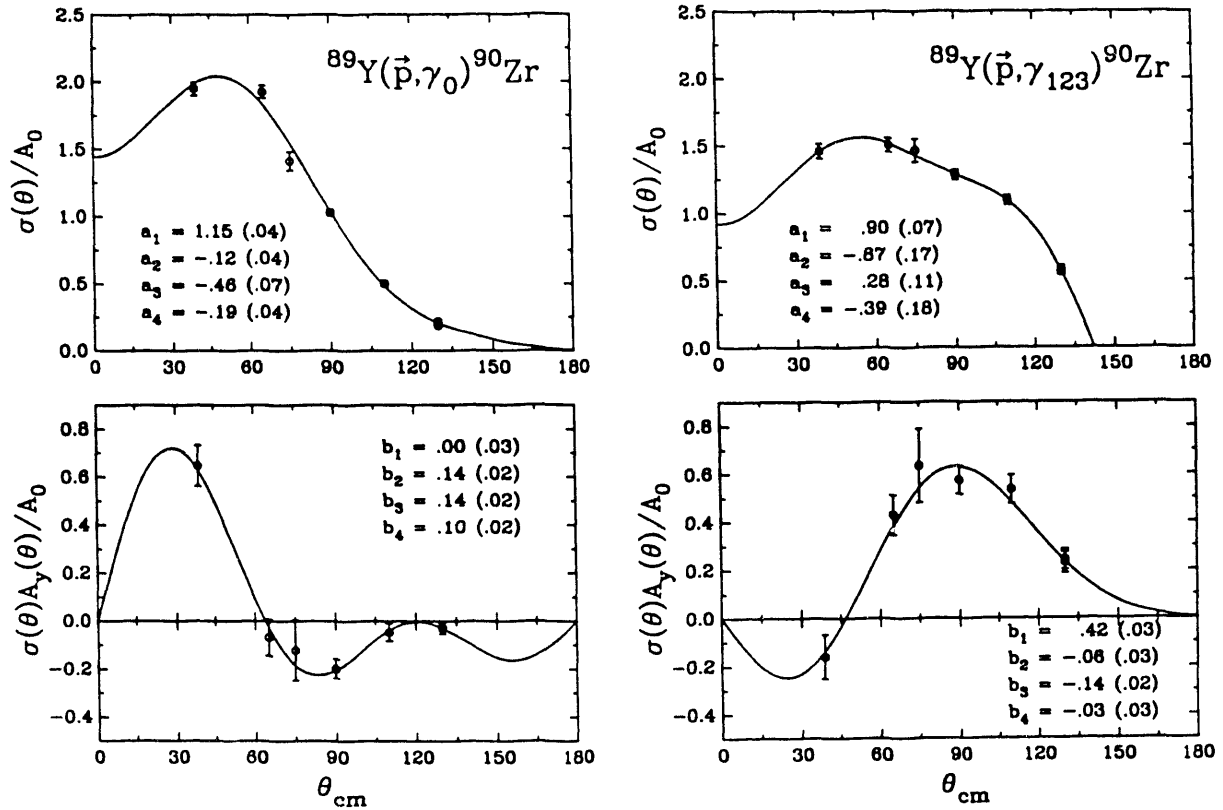 2.5
2.0
1.5
1.0
0.5
0.0
σ(θ)/A₀
⁸⁹Y(p⃗,γ₀)⁹⁰Zr
a₁ = 1.15 (.04)
a₂ = -.12 (.04)
a₃ = -.46 (.07)
a₄ = -.19 (.04)
0 30 60 90 120 150 180
2.5
2.0
1.5
1.0
0.5
0.0
σ(θ)/A₀
⁸⁹Y(p⃗,γ₁₂₃)⁹⁰Zr
a₁ = .90 (.07)
a₂ = -.87 (.17)
a₃ = .28 (.11)
a₄ = -.39 (.18)
0 30 60 90 120 150 180
0.8
0.6
0.4
0.2
0.0
-0.2
-0.4
σ(θ)A_y(θ)/A₀
b₁ = .00 (.03)
b₂ = .14 (.02)
b₃ = .14 (.02)
b₄ = .10 (.02)
0 30 60 90 120 150 180
θcm
0.8
0.6
0.4
0.2
0.0
-0.2
-0.4
σ(θ)A_y(θ)/A₀
b₁ = .42 (.03)
b₂ = -.06 (.03)
b₃ = -.14 (.02)
b₄ = -.03 (.03)
0 30 60 90 120 150 180
θcm